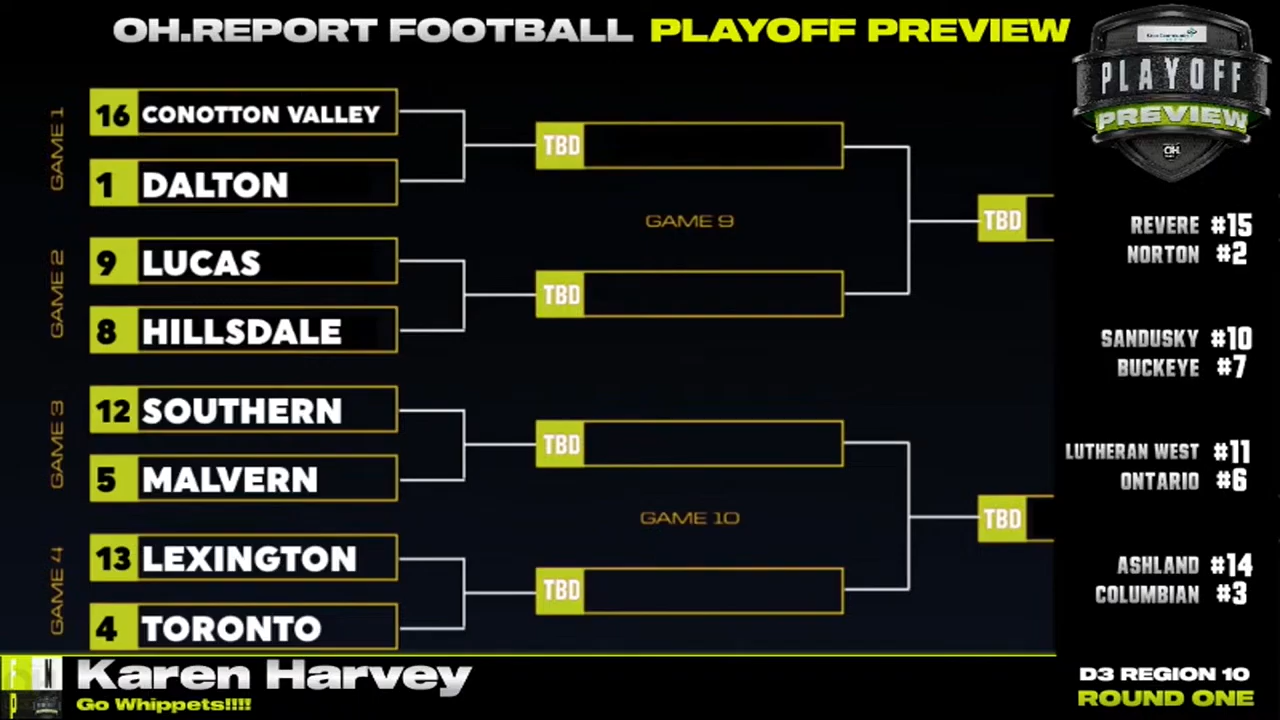 OH.REPORT FOOTBALL PLAYOFF PREVIEW
PLAYOFF
PREVIEW
OH.
GAME 1
16 CONOTTON VALLEY
1 DALTON
GAME 2
9 LUCAS
8 HILLSDALE
GAME 3
12 SOUTHERN
5 MALVERN
GAME 4
13 LEXINGTON
4 TORONTO
TBD
GAME 9
TBD
TBD
GAME 10
TBD
TBD
TBD
REVERE #15
NORTON #2
SANDUSKY #10
BUCKEYE #7
LUTHERAN WEST #11
ONTARIO #6
ASHLAND #14
COLUMBIAN #3
Karen Harvey
Go Whippets!!!!
D3 REGION 10
ROUND ONE